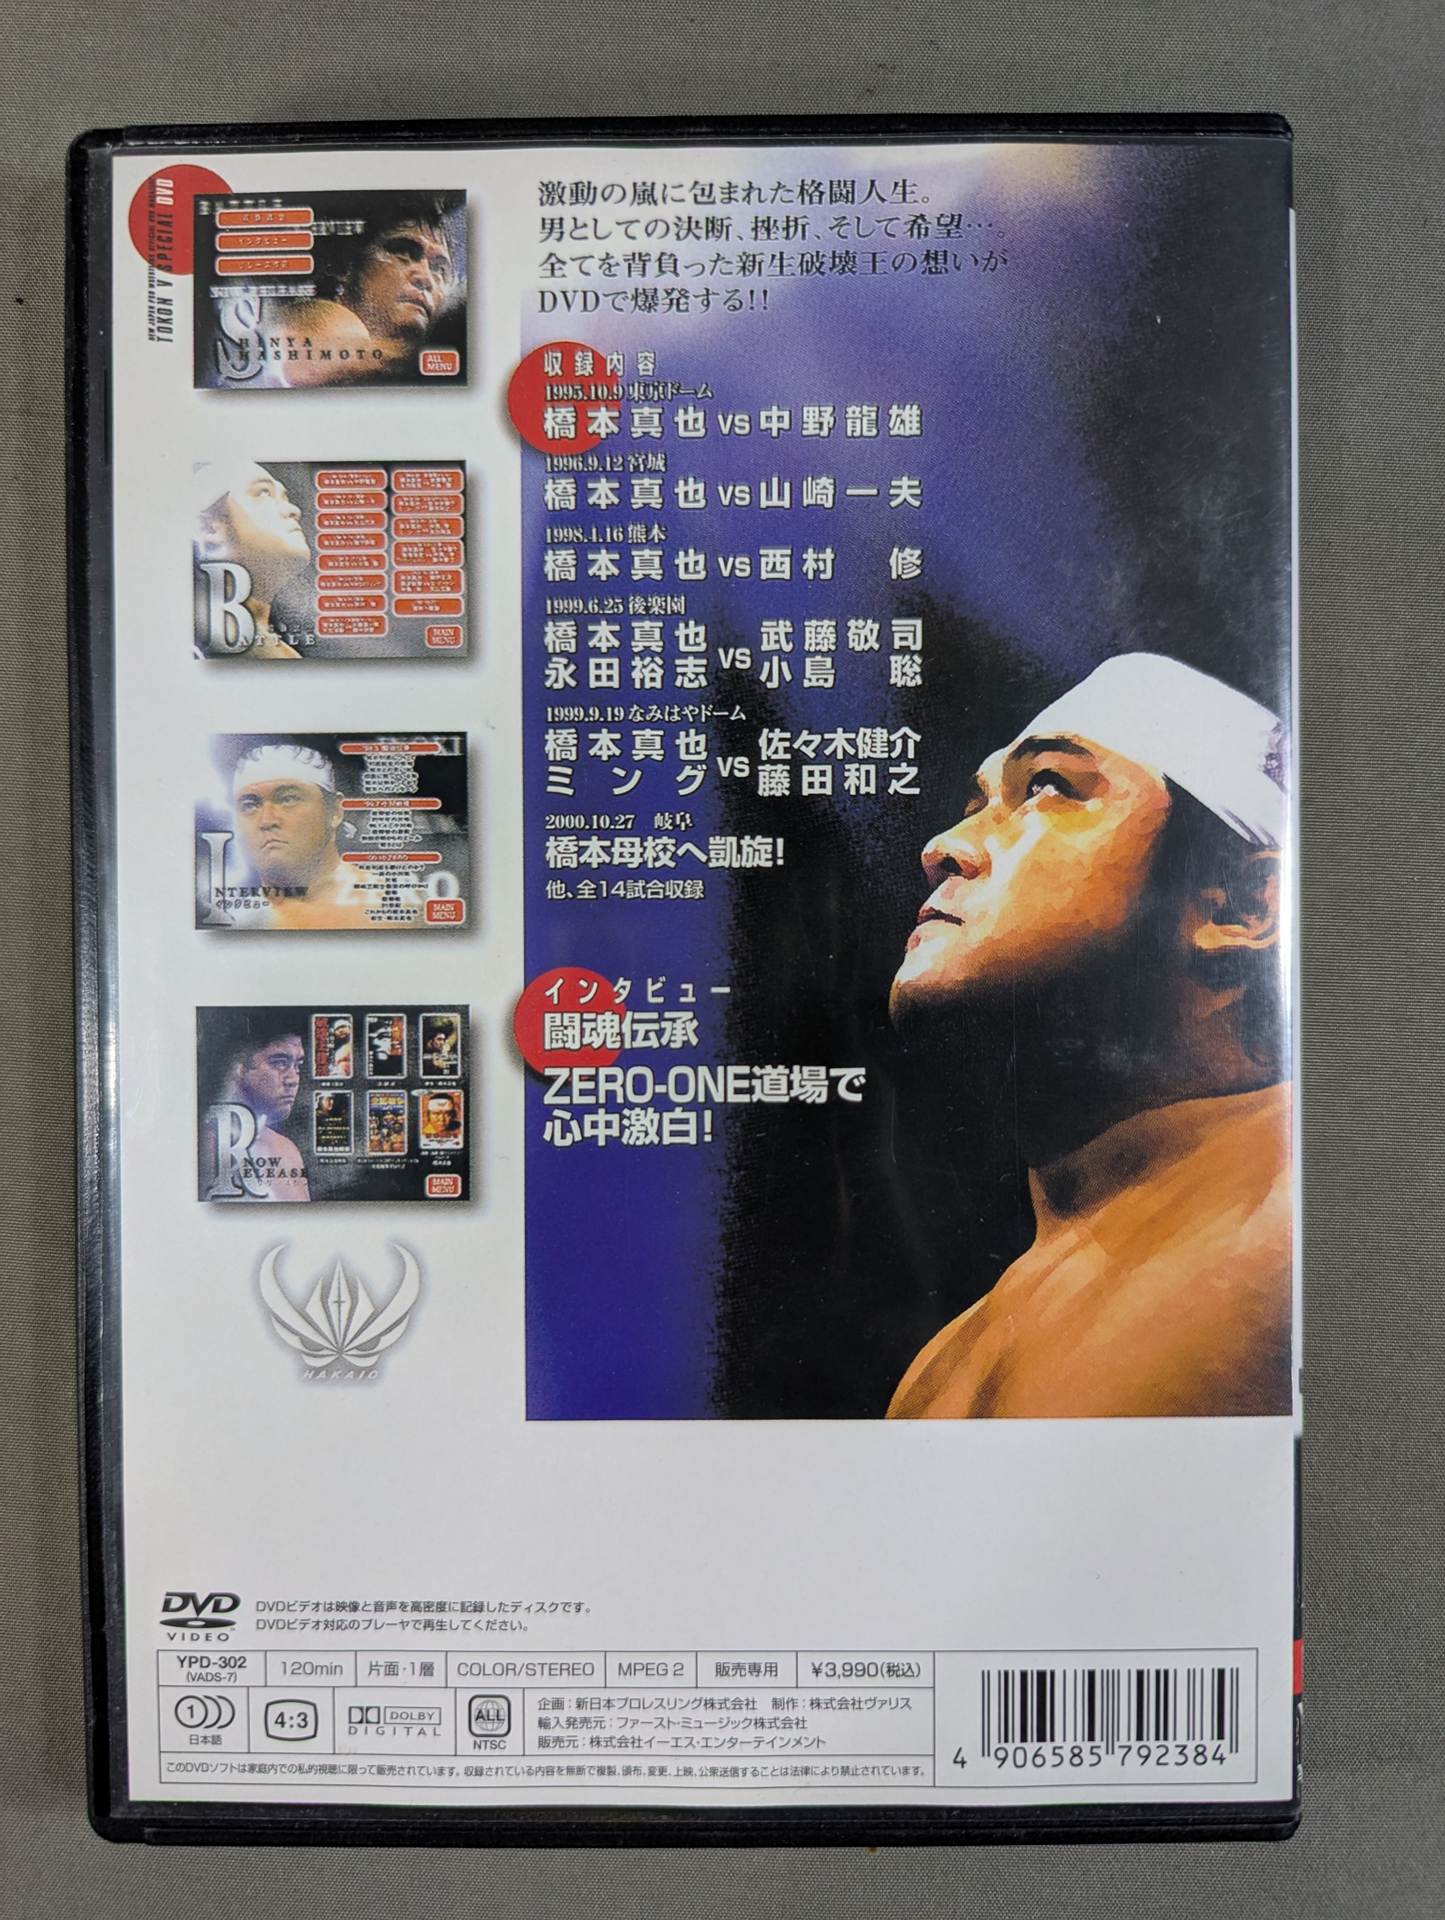 TOKON V SPECIAL DVD
激動の嵐に包まれた格闘人生。
男としての決断、挫折、そして希望…。
全てを背負った新生破壊王の想いが
DVDで爆発する!!
収録内容
1995.10.9 東京ドーム
橋本真也 vs 中野龍雄
1996.9.12 宮城
橋本真也 vs 山崎一夫
1998.4.16 熊本
橋本真也 vs 西村 修
1999.6.25 後楽園
橋本真也 永田裕志 vs 武藤敬司 小島 聡
1999.9.19 なみはやドーム
橋本真也 ミング vs 佐々木健介 藤田和之
2000.10.27 岐阜
橋本母校へ凱旋!
他、全14試合収録
インタビュー
闘魂伝承
ZERO-ONE道場で
心中激白!
インタビュー
SHINYA
HASHIMOTO
ALL MENU
BATTLE
MAIN MENU
INTERVIEW
インタビュー
MAIN MENU
NOW
RELEASE
MAIN MENU
HAKAIO
DVD VIDEO
DVDビデオは映像と音声を高密度に記録したディスクです。
DVDビデオ対応のプレーヤで再生してください。
YPD-302 (VADS-7) 120min 片面・1層 COLOR/STEREO MPEG 2 販売専用 ¥3,990(税込)
1 日本語 4:3 DOLBY DIGITAL ALL NTSC
企画：新日本プロレスリング株式会社 制作：株式会社ヴァリス
輸入発売元：ファースト・ミュージック株式会社
販売元：株式会社イーエス・エンターテインメント
このDVDソフトは家庭内での私的視聴に限って販売されています。収録されている内容を無断で複製、頒布、変更、上映、公衆送信することは法律により禁止されています。
4 906585 792384